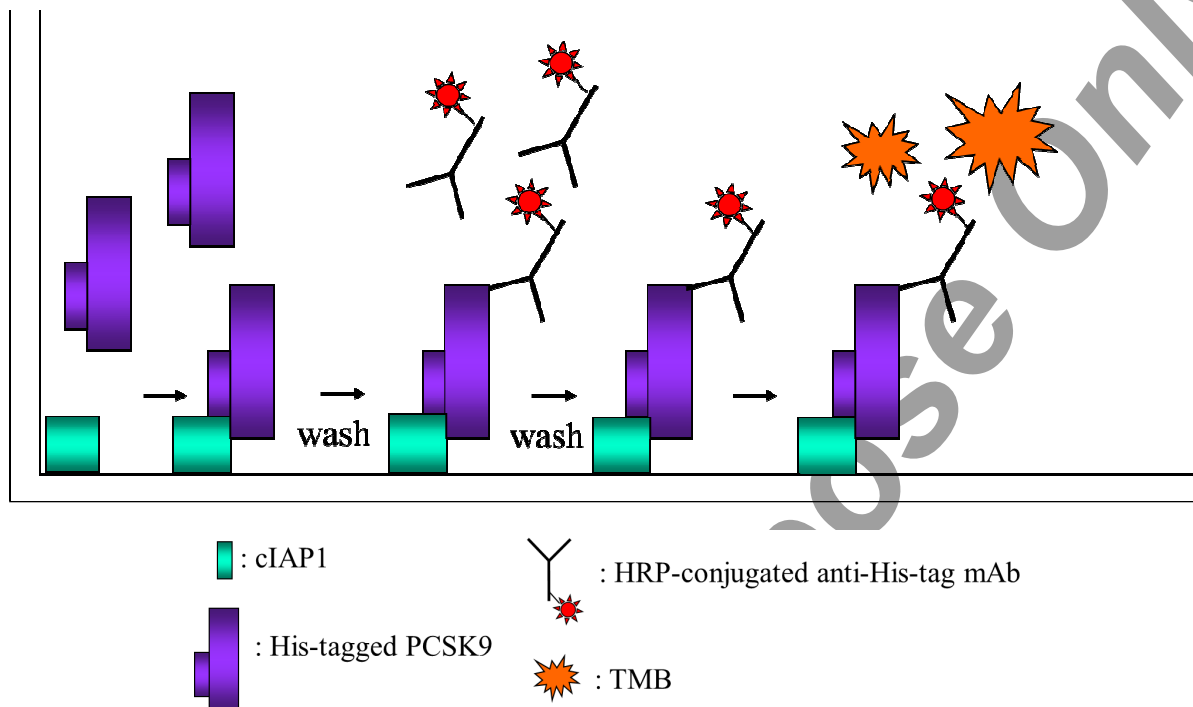 wash
wash
: cIAP1
: HRP-conjugated anti-His-tag mAb
: His-tagged PCSK9
: TMB